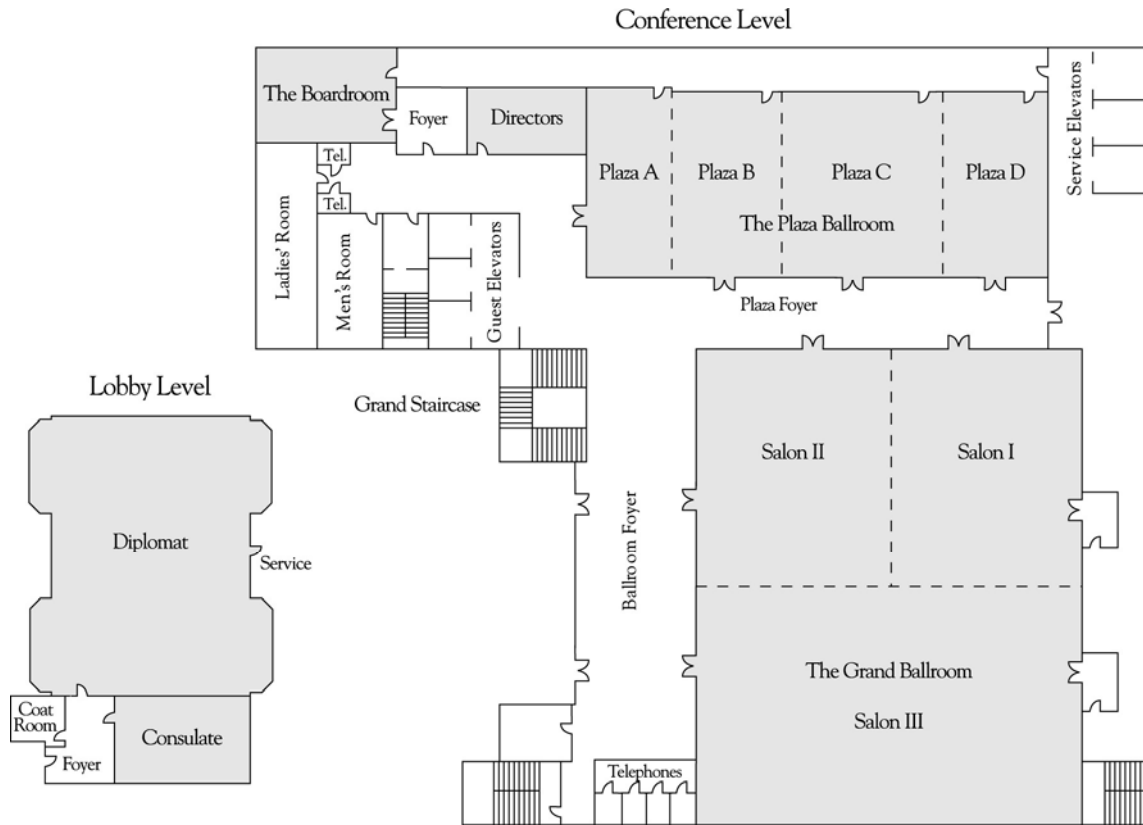 Conference Level
The Boardroom
Foyer
Directors
Service Elevators
Tel.
Plaza A
Plaza B
Plaza C
Plaza D
Tel.
The Plaza Ballroom
Ladies' Room
Men's Room
Guest Elevators
Plaza Foyer
Lobby Level
Grand Staircase
Salon II
Salon I
Diplomat
Service
Ballroom Foyer
The Grand Ballroom
Salon III
Coat
Room
Consulate
Foyer
Telephones